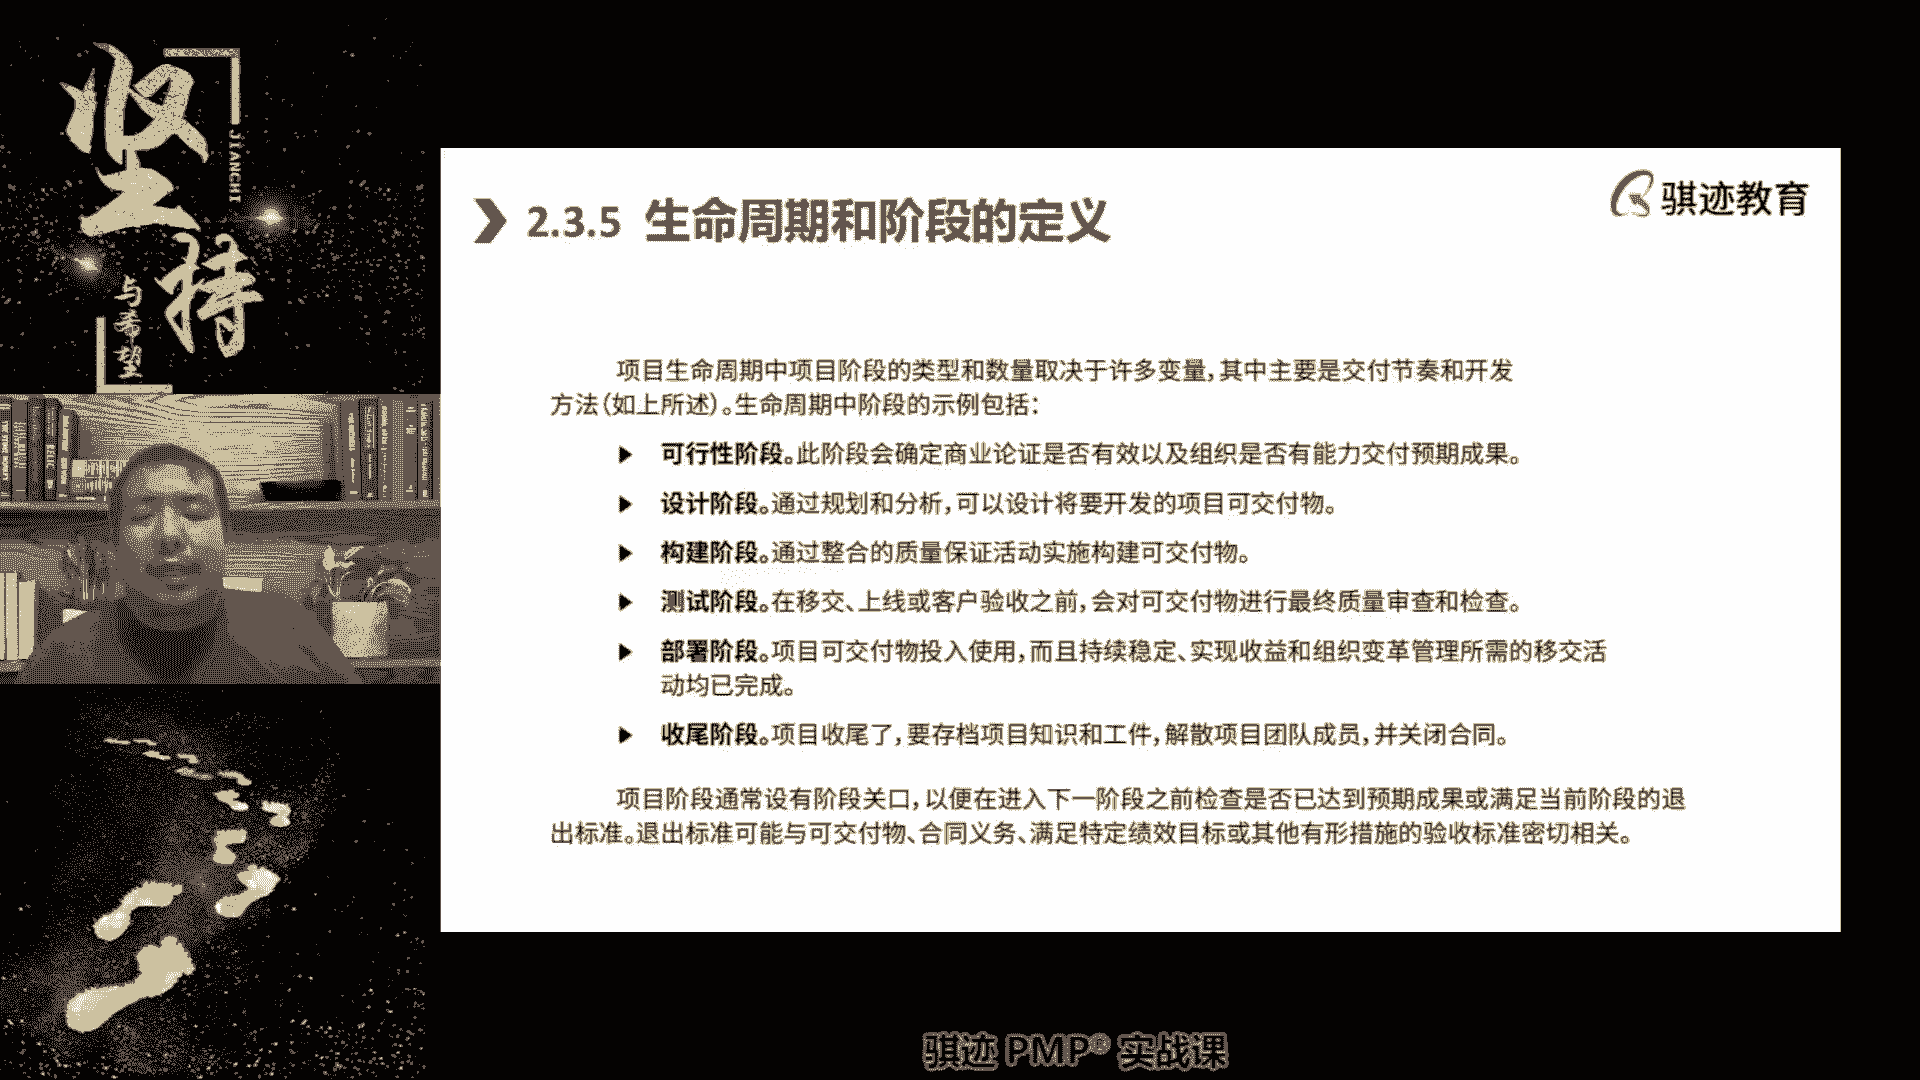 坚持
JIANCHI
与希望
2.3.5 生命周期和阶段的定义
骐迹教育
项目生命周期中项目阶段的类型和数量取决于许多变量，其中主要是交付节奏和开发
方法（如上所述）。生命周期中阶段的示例包括：
可行性阶段。此阶段会确定商业论证是否有效以及组织是否有能力交付预期成果。
设计阶段。通过规划和分析，可以设计将要开发的项目可交付物。
构建阶段。通过整合的质量保证活动实施构建可交付物。
测试阶段。在移交、上线或客户验收之前，会对可交付物进行最终质量审查和检查。
部署阶段。项目可交付物投入使用，而且持续稳定、实现收益和组织变革管理所需的移交活
动均已完成。
收尾阶段。项目收尾了，要存档项目知识和工件，解散项目团队成员，并关闭合同。
项目阶段通常设有阶段关口，以便在进入下一阶段之前检查是否已达到预期成果或满足当前阶段的退
出标准。退出标准可能与可交付物、合同义务、满足特定绩效目标或其他有形措施的验收标准密切相关。
骐迹 PMP® 实战课